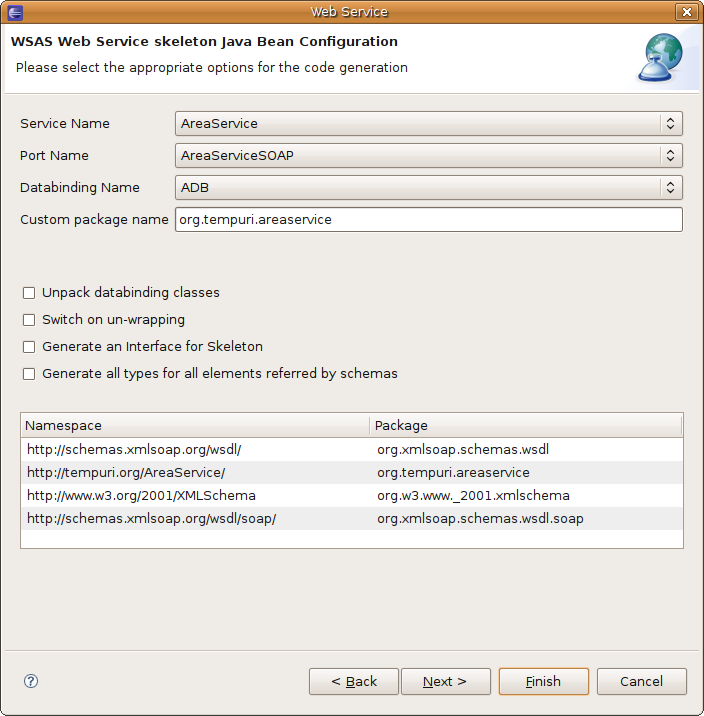 Web Service
WSAS Web Service skeleton Java Bean Configuration
Please select the appropriate options for the code generation
Service Name AreaService
Port Name AreaServiceSOAP
Databinding Name ADB
Custom package name org.tempuri.areaservice
Unpack databinding classes
Switch on un-wrapping
Generate an Interface for Skeleton
Generate all types for all elements referred by schemas
Namespace Package
http://schemas.xmlsoap.org/wsdl/ org.xmlsoap.schemas.wsdl
http://tempuri.org/AreaService/ org.tempuri.areaservice
http://www.w3.org/2001/XMLSchema org.w3.www._2001.xmlschema
http://schemas.xmlsoap.org/wsdl/soap/ org.xmlsoap.schemas.wsdl.soap
? < Back Next > Finish Cancel